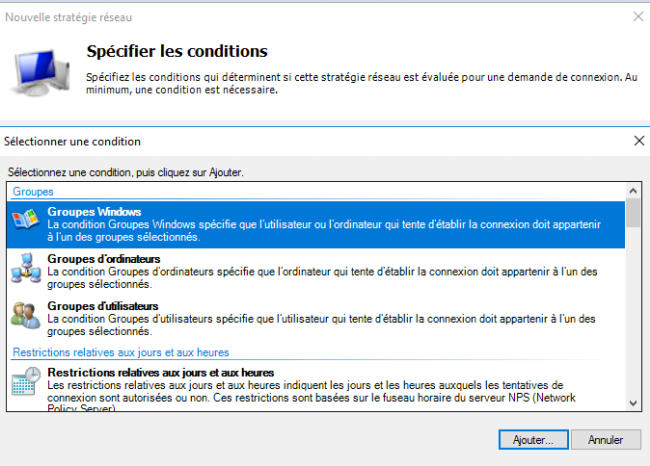 Nouvelle stratégie réseau
Spécifier les conditions
Spécifiez les conditions qui déterminent si cette stratégie réseau est évaluée pour une demande de connexion. Au
minimum, une condition est nécessaire.
Sélectionner une condition
Sélectionnez une condition, puis cliquez sur Ajouter.
Groupes
Groupes Windows
La condition Groupes Windows spécifie que l'utilisateur ou l'ordinateur qui tente d'établir la connexion doit appartenir
à l'un des groupes sélectionnés.
Groupes d'ordinateurs
La condition Groupes d'ordinateurs spécifie que l'ordinateur qui tente d'établir la connexion doit appartenir à l'un des
groupes sélectionnés.
Groupes d'utilisateurs
La condition Groupes d'utilisateurs spécifie que l'utilisateur qui tente d'établir la connexion doit appartenir à l'un des
groupes sélectionnés.
Restrictions relatives aux jours et aux heures
Restrictions relatives aux jours et aux heures
Les restrictions relatives aux jours et aux heures indiquent les jours et les heures auxquels les tentatives de
connexion sont autorisées ou non. Ces restrictions sont basées sur le fuseau horaire du serveur NPS (Network
Policy Server)
Ajouter...
Annuler